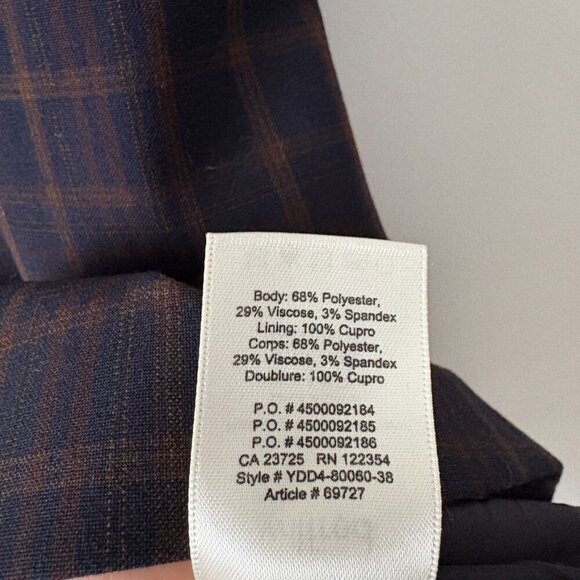 Body: 68% Polyester,
29% Viscose, 3% Spandex
Lining: 100% Cupro
Corps: 68% Polyester,
29% Viscose, 3% Spandex
Doublure: 100% Cupro
P.O. # 4500092184
P.O. # 4500092185
P.O. # 4500092186
CA 23725 RN 122354
Style # YDD4-80060-38
Article # 69727